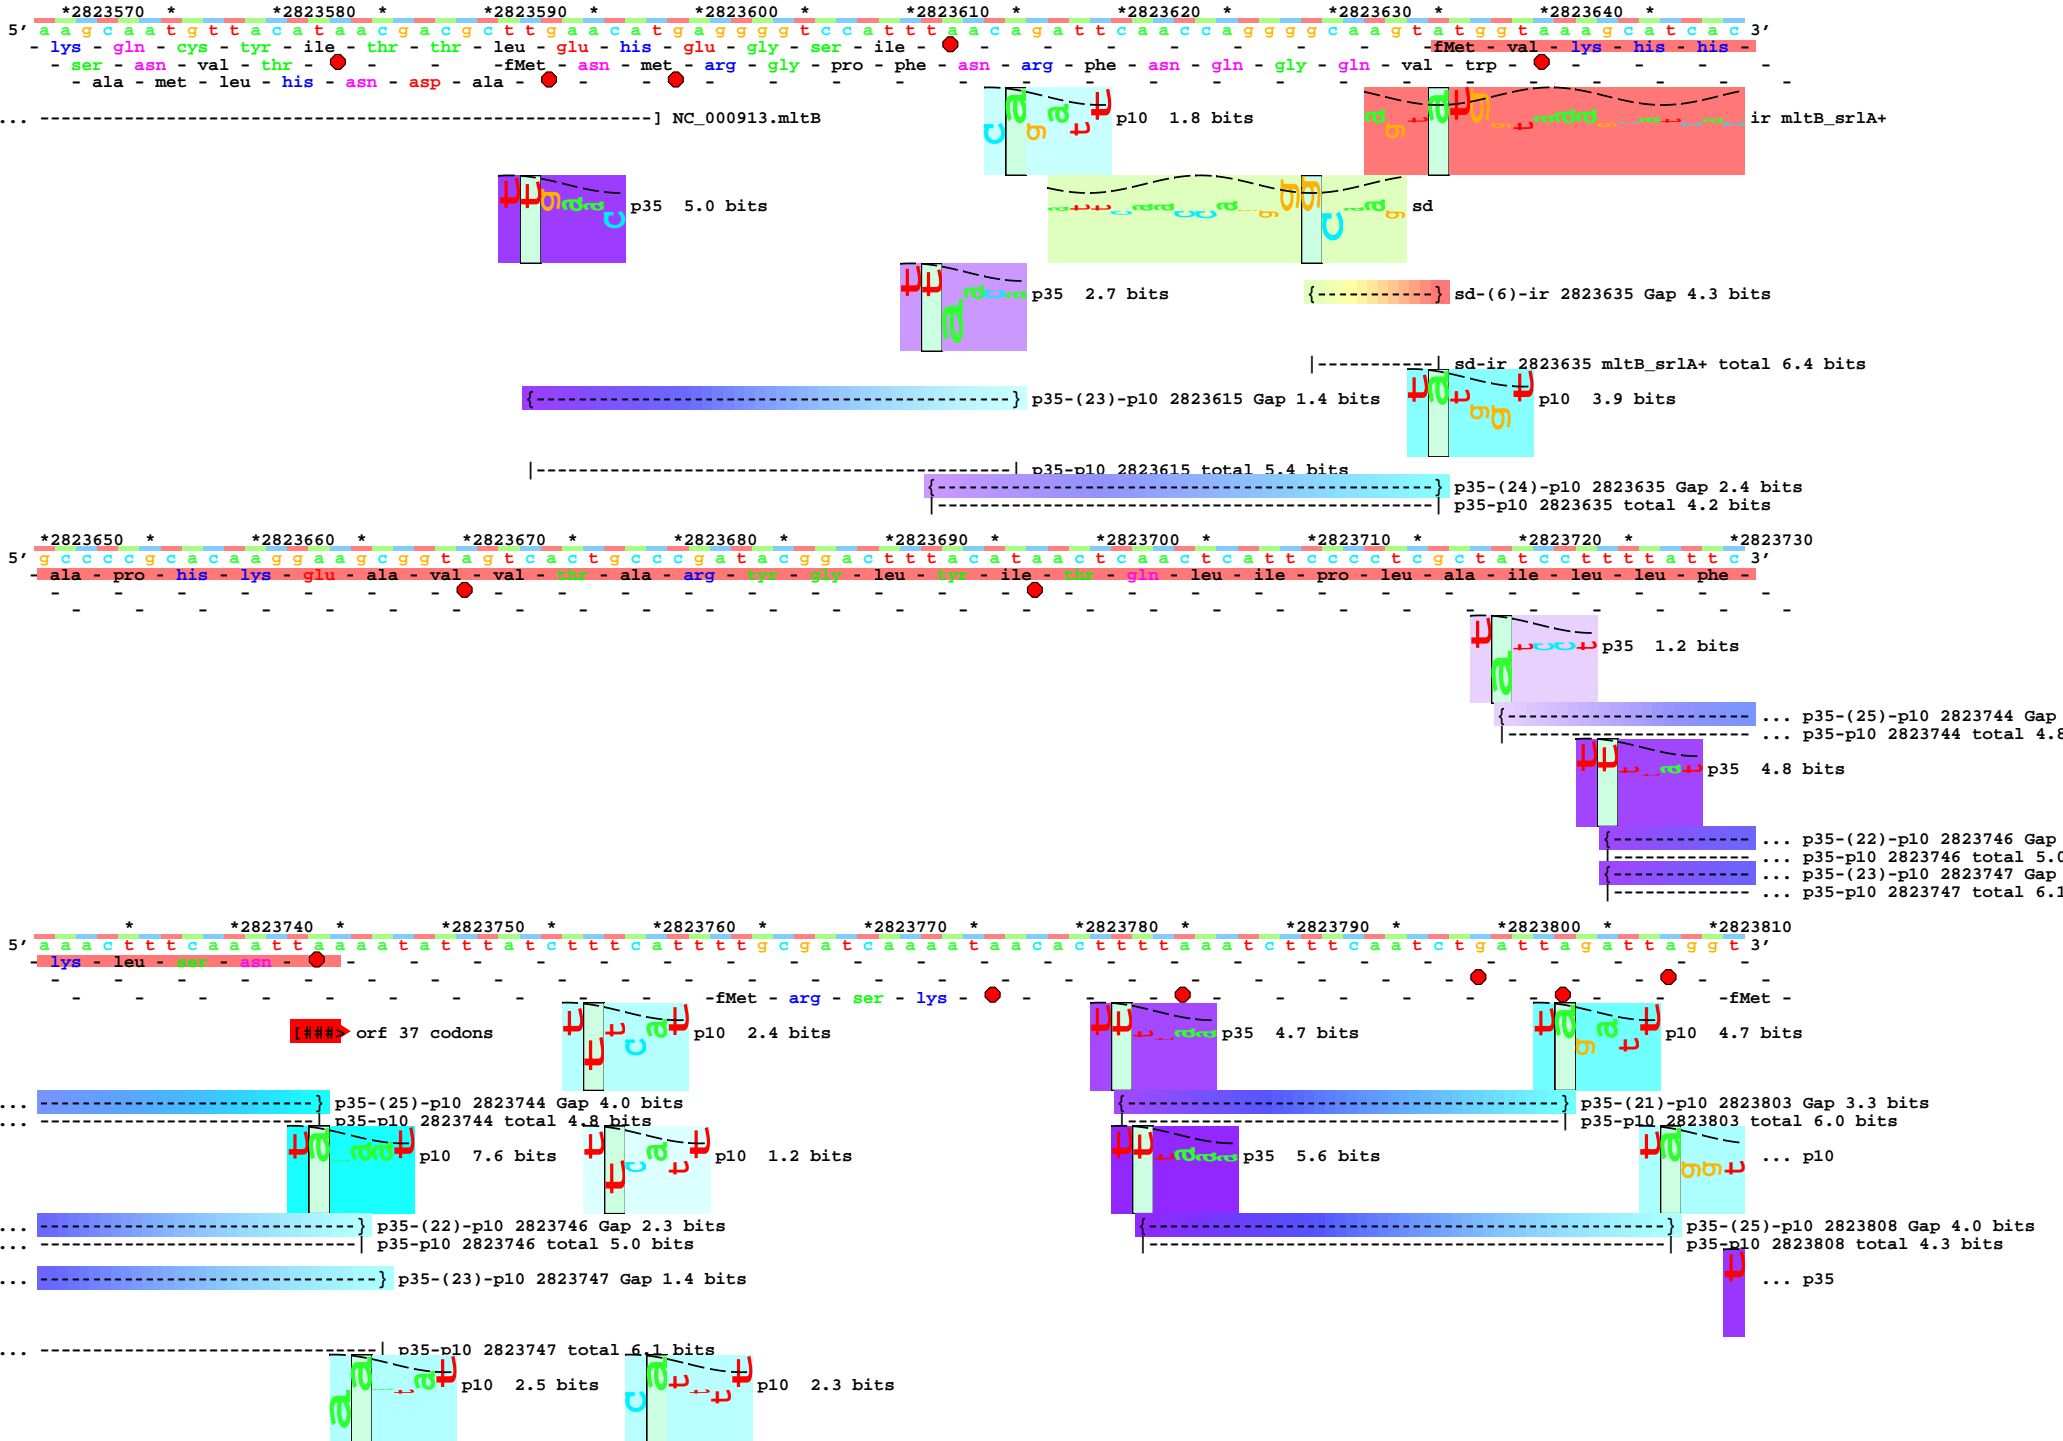 *2823570 * *2823580 * *2823590 * *2823600 * *2823610 * *2823620 * *2823630 * *2823640 *
5' a a g c a a t g t t a c a t a a c g a c g c t t g a a c a t g a g g g g t c c a t t t a a c a g a t t c a a c c a g g g g c a a g t a t g g t a a a g c a t c a c 3'
- lys - gln - cys - tyr - ile - thr - thr - leu - glu - his - glu - gly - ser - ile - - - - - - - - -fMet - val - lys - his - his -
- ser - asn - val - thr - - - -fMet - asn - met - arg - gly - pro - phe - asn - arg - phe - asn - gln - gly - gln - val - trp - - - - -
- ala - met - leu - his - asn - asp - ala - - - - - - - - - - - - - - - - - - -
... ---------------------------------------------------------] NC_000913.mltB
p10 1.8 bits
ir mltB_srlA+
p35 5.0 bits
sd
p35 2.7 bits
{-----------} sd-(6)-ir 2823635 Gap 4.3 bits
|-----------| sd-ir 2823635 mltB_srlA+ total 6.4 bits
{---------------------------------------------} p35-(23)-p10 2823615 Gap 1.4 bits
p10 3.9 bits
|---------------------------------------------| p35-p10 2823615 total 5.4 bits
{-----------------------------------------------} p35-(24)-p10 2823635 Gap 2.4 bits
|-----------------------------------------------| p35-p10 2823635 total 4.2 bits
*2823650 * *2823660 * *2823670 * *2823680 * *2823690 * *2823700 * *2823710 * *2823720 * *2823730
5' g c c c c g c a c a a g g a a g c g g t a g t c a c t g c c c g a t a c g g a c t t t a c a t a a c t c a a c t c a t t c c c c t c g c t a t c c t t t t a t t c 3'
- ala - pro - his - lys - glu - ala - val - val - thr - ala - arg - tyr - gly - leu - tyr - ile - thr - gln - leu - ile - pro - leu - ala - ile - leu - leu - phe -
p35 1.2 bits
{----------------------- ... p35-(25)-p10 2823744 Gap
|----------------------- ... p35-p10 2823744 total 4.8
p35 4.8 bits
{------------- ... p35-(22)-p10 2823746 Gap
|------------- ... p35-p10 2823746 total 5.0
{------------- ... p35-(23)-p10 2823747 Gap
|------------- ... p35-p10 2823747 total 6.1
* *2823740 * *2823750 * *2823760 * *2823770 * *2823780 * *2823790 * *2823800 * *2823810
5' a a a c t t t c a a a t t a a a a t a t t t a t c t t t c a t t t t g c g a t c a a a a t a a c a c t t t t a a a t c t t t c a a t c t g a t t a g a t t a g g t 3'
- lys - leu - ser - asn - - - - - - - - - - - - - - - - - - - - - - -
-fMet - arg - ser - lys - - - - - - - - - - - -fMet -
[###> orf 37 codons
p10 2.4 bits
p35 4.7 bits
p10 4.7 bits
... --------------------------} p35-(25)-p10 2823744 Gap 4.0 bits
{-----------------------------------------} p35-(21)-p10 2823803 Gap 3.3 bits
... --------------------------| p35-p10 2823744 total 4.8 bits
|-----------------------------------------| p35-p10 2823803 total 6.0 bits
p10 7.6 bits
p10 1.2 bits
p35 5.6 bits
... p10
... ------------------------------} p35-(22)-p10 2823746 Gap 2.3 bits
{-------------------------------------------------} p35-(25)-p10 2823808 Gap 4.0 bits
... ------------------------------| p35-p10 2823746 total 5.0 bits
|-------------------------------------------------| p35-p10 2823808 total 4.3 bits
... --------------------------------} p35-(23)-p10 2823747 Gap 1.4 bits
... p35
... --------------------------------| p35-p10 2823747 total 6.1 bits
p10 2.5 bits
p10 2.3 bits